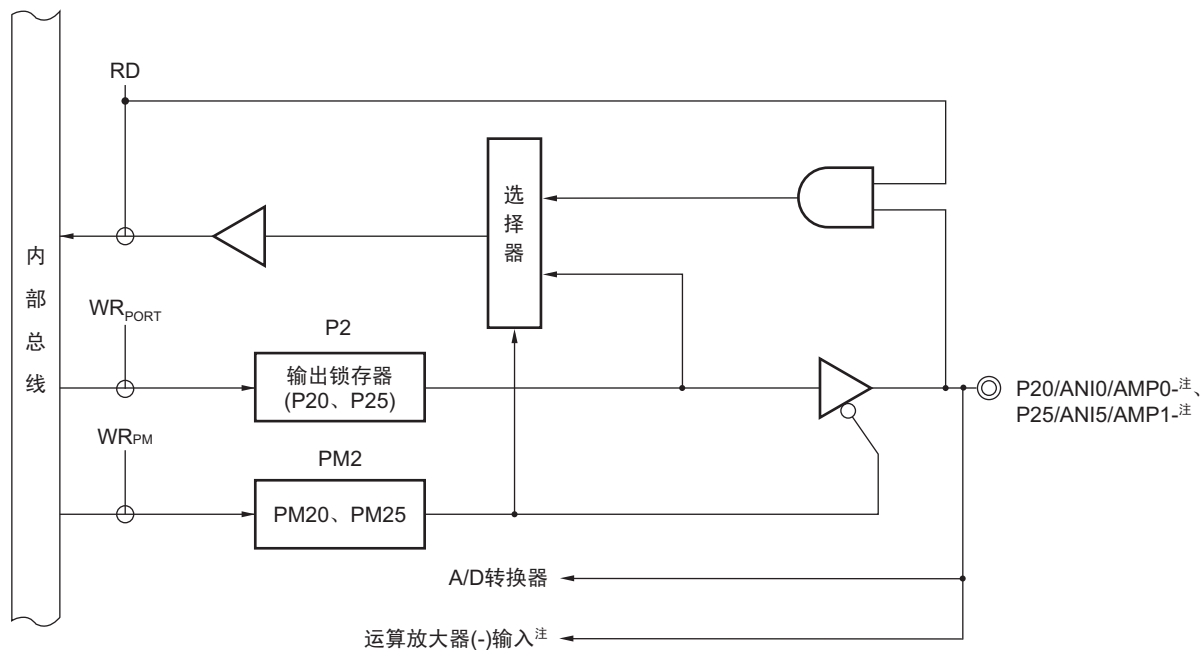 RD
选择器
内部总线
WRPORT
P2
输出锁存器
(P20、P25)
P20/ANI0/AMP0-注、
P25/ANI5/AMP1-注
WRPM
PM2
PM20、PM25
A/D转换器
运算放大器(-)输入注